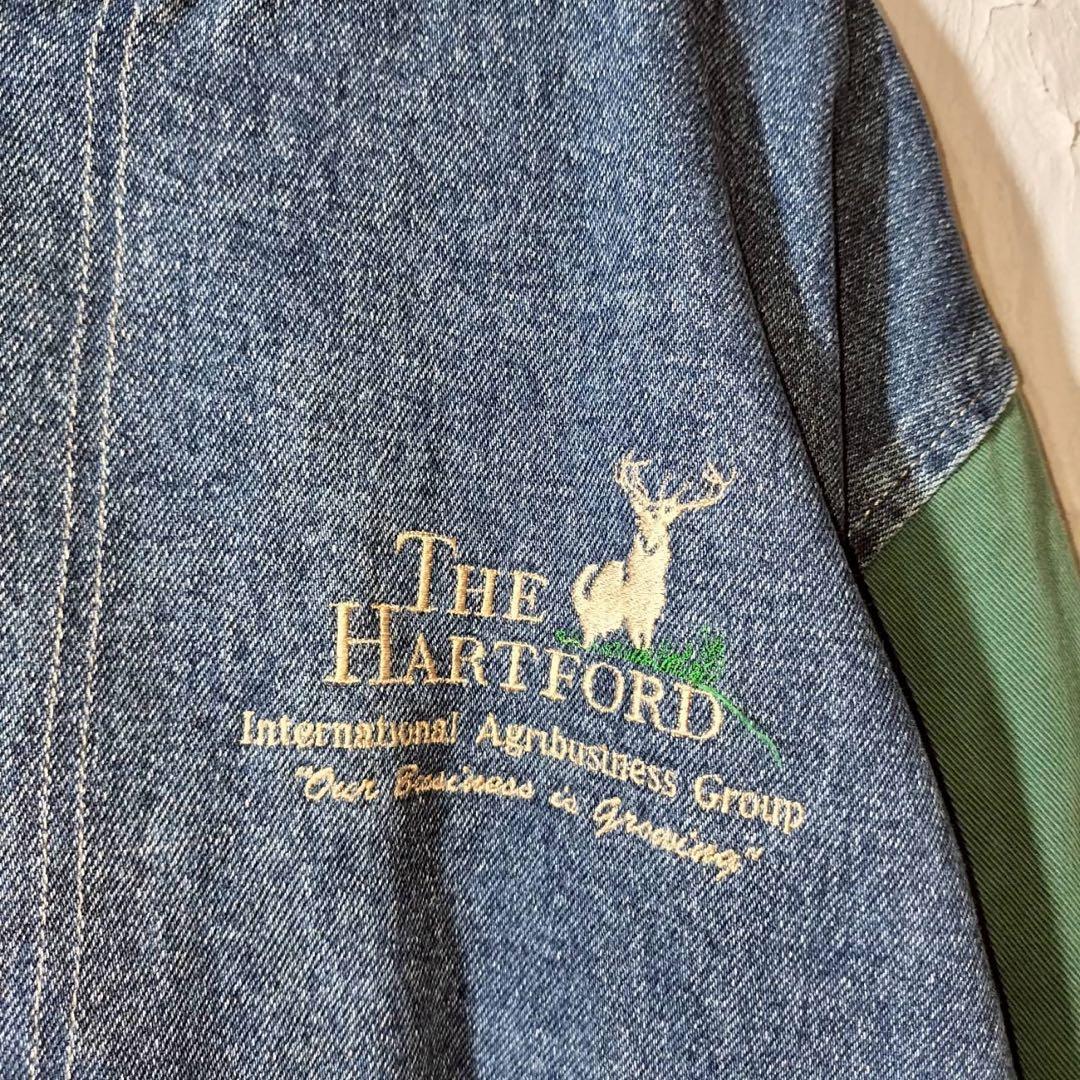 THE
HARTFORD
International Agribusiness Group
"Our Business is Growing"